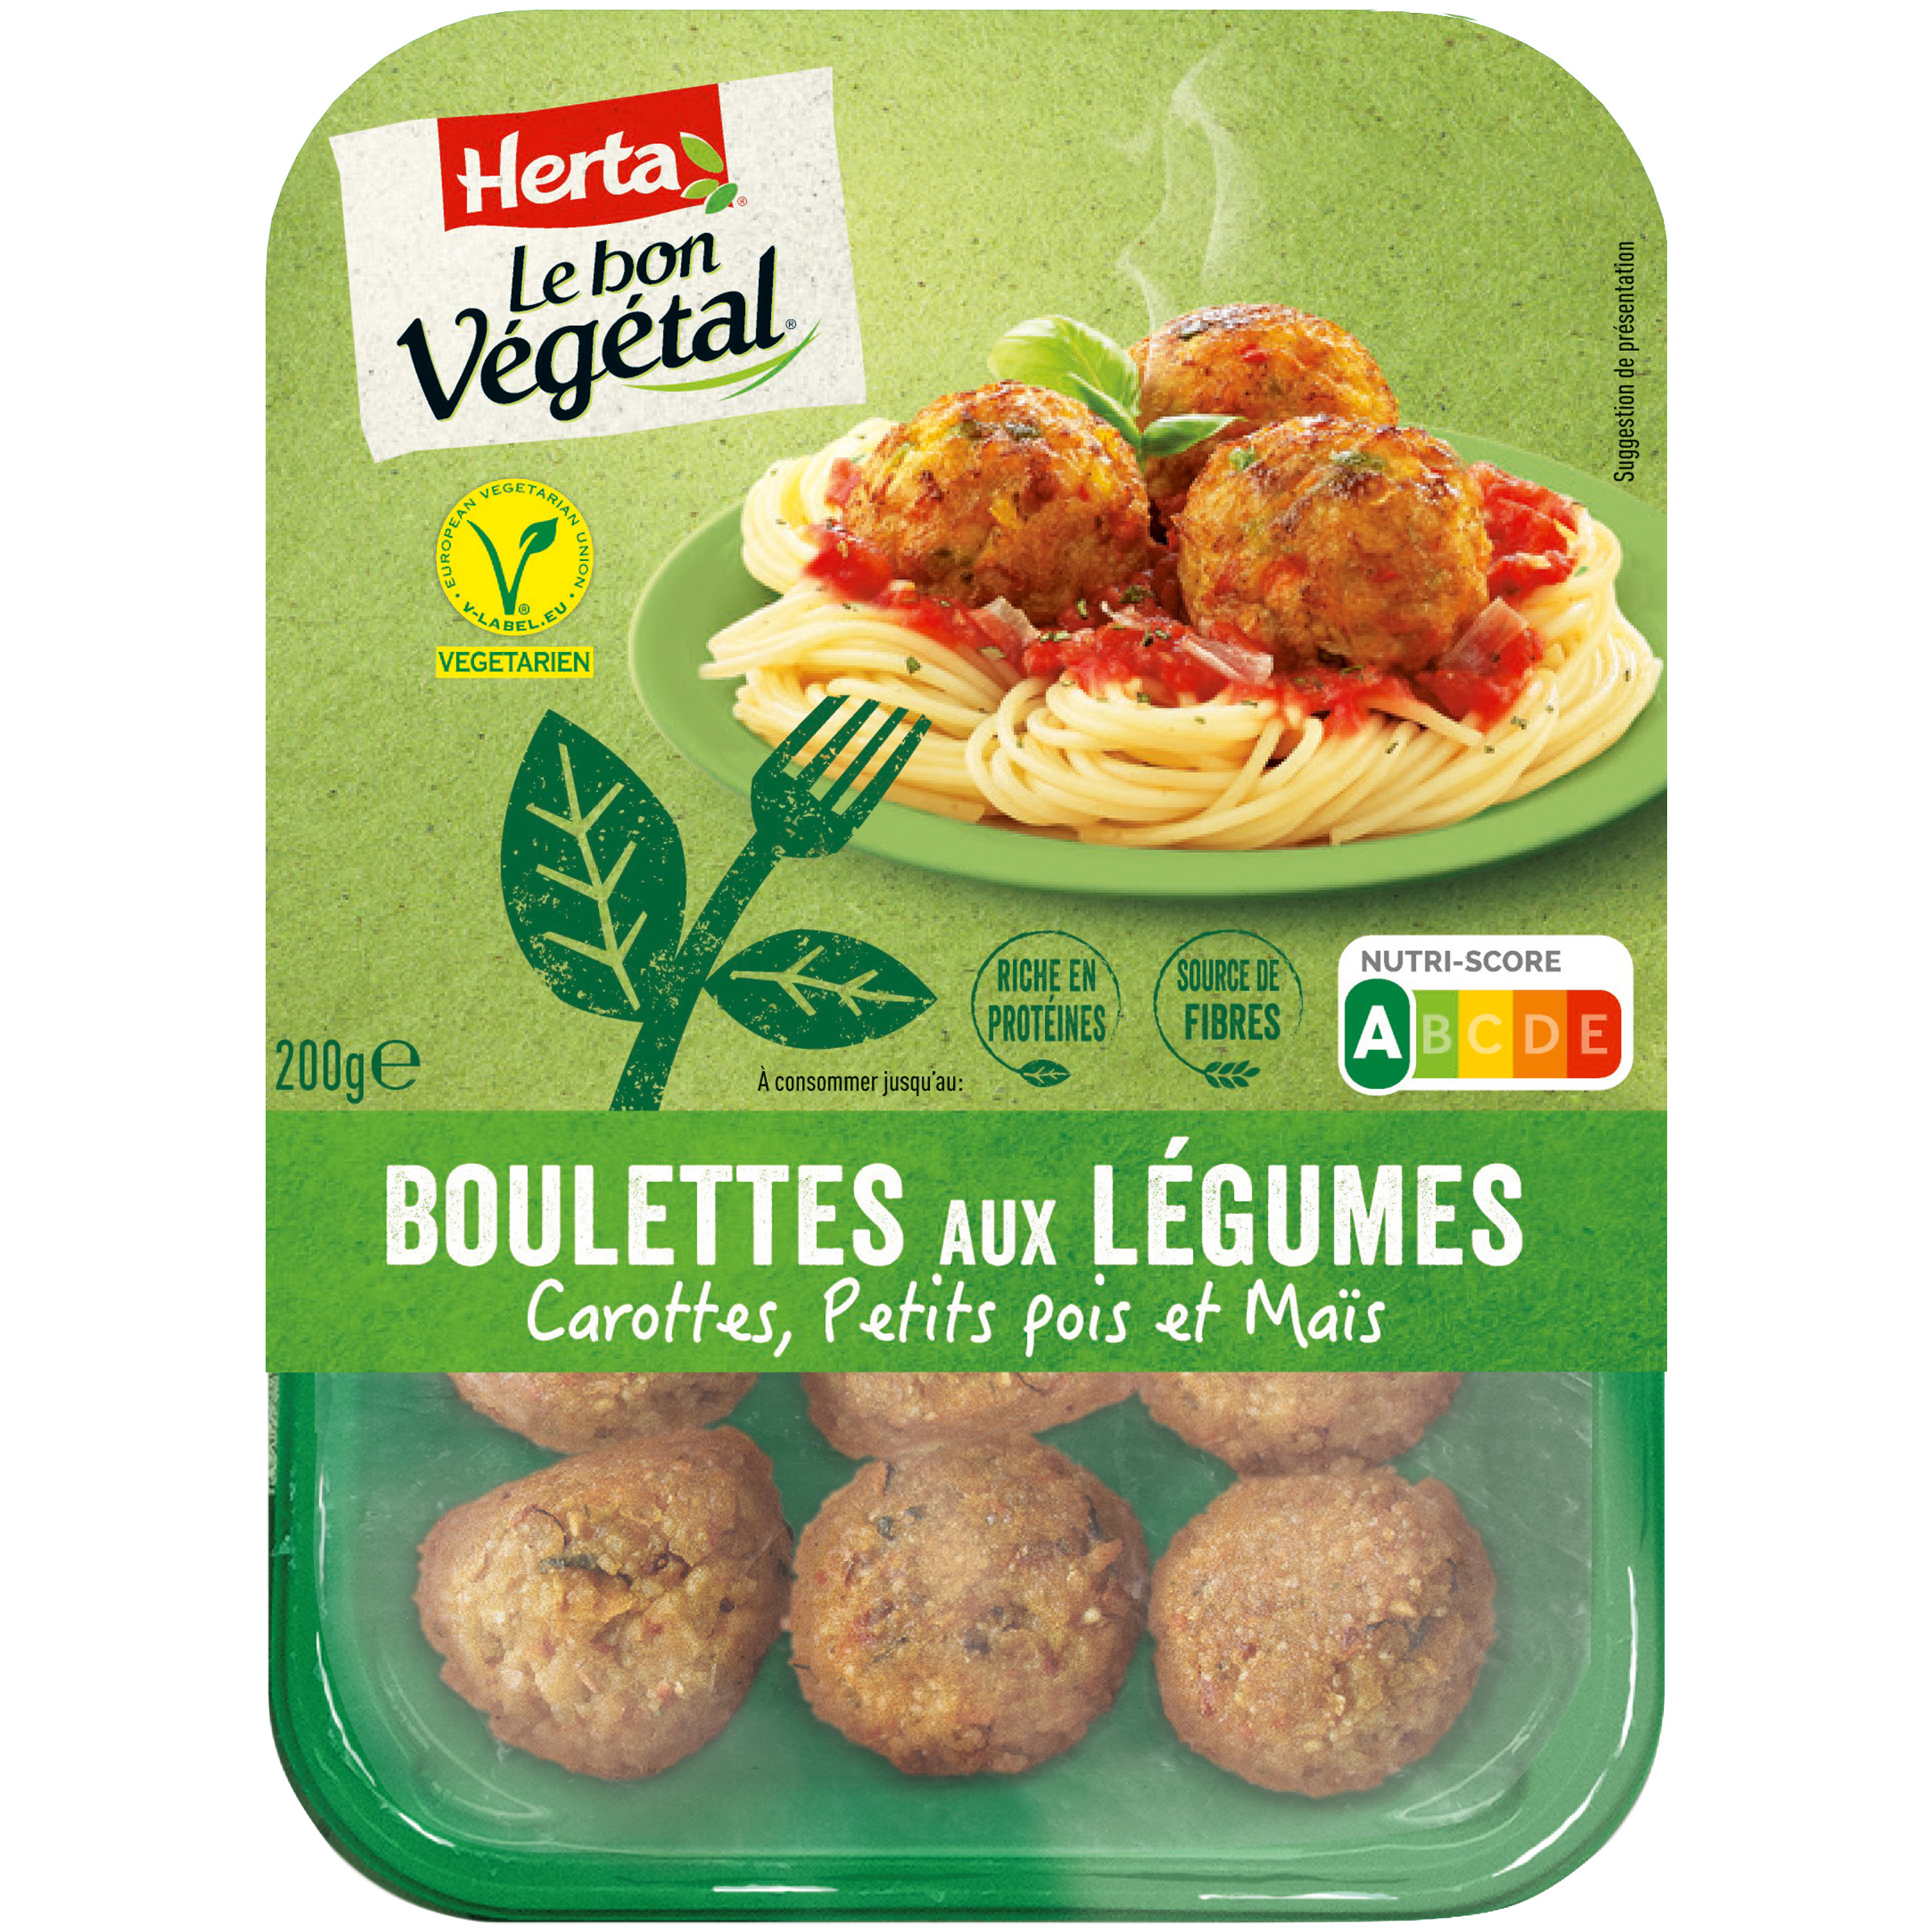 Herta®
Le bon
Végétal®
Suggestion de présentation
EUROPEAN VEGETARIAN UNION
V-LABEL.EU
®
VEGETARIEN
RICHE EN
PROTÉINES
SOURCE DE
FIBRES
NUTRI-SCORE
A B C D E
200g e
À consommer jusqu'au:
BOULETTES AUX LÉGUMES
Carottes, Petits pois et Maïs